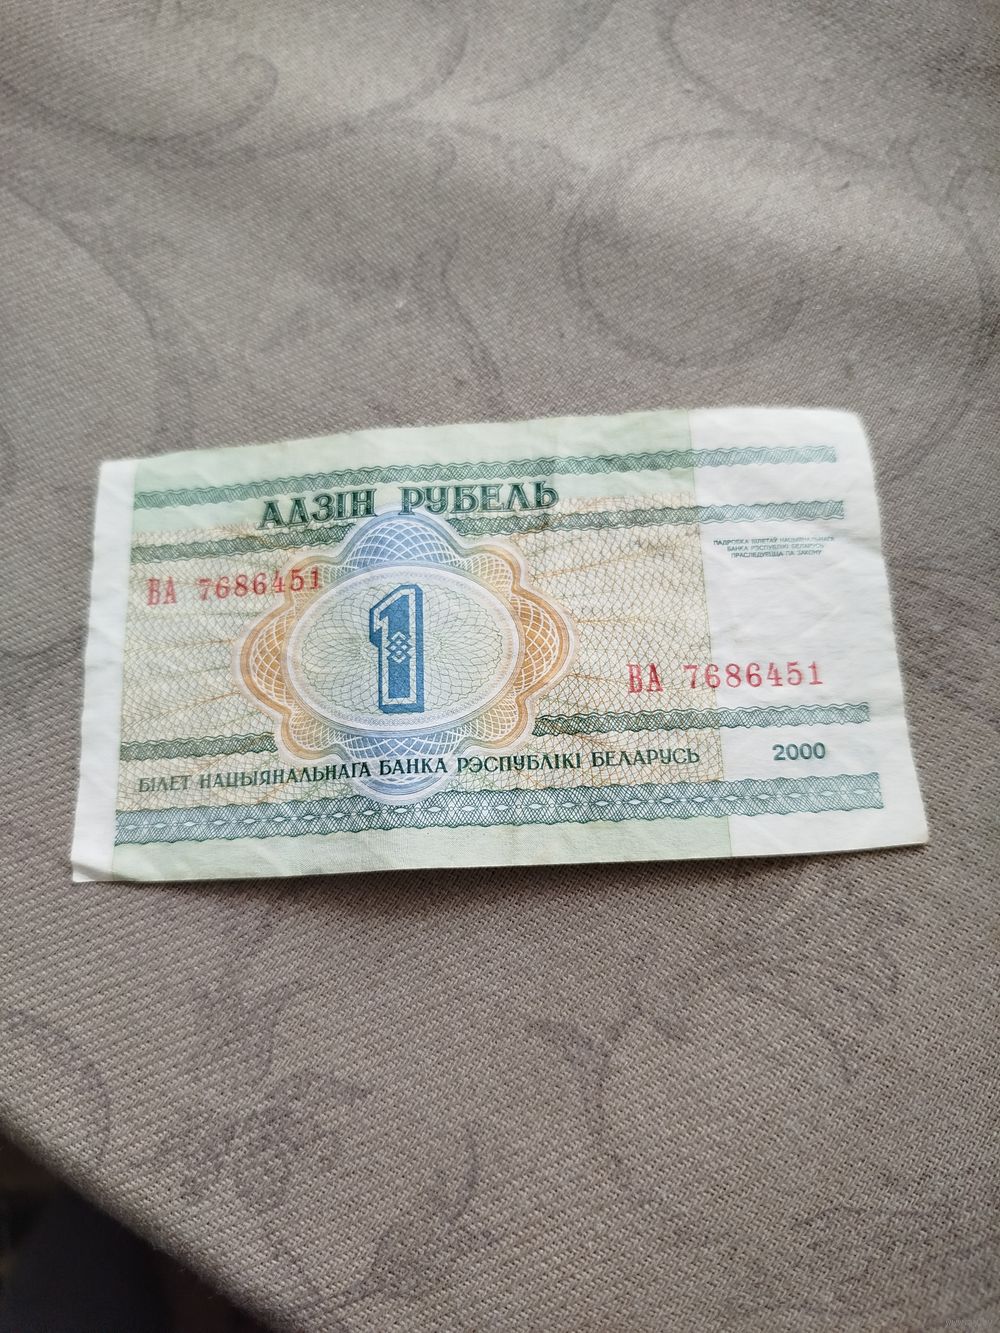 АДЗІН РУБЕЛЬ
ПАДРОБКА БІЛЕТАЎ НАЦЫЯНАЛЬНАГА
БАНКА РЭСПУБЛІКІ БЕЛАРУСЬ
ПРАСЛЕДУЕЦЦА ПА ЗАКОНУ
ВА 7686451
1
ВА 7686451
2000
БІЛЕТ НАЦЫЯНАЛЬНАГА БАНКА РЭСПУБЛІКІ БЕЛАРУСЬ